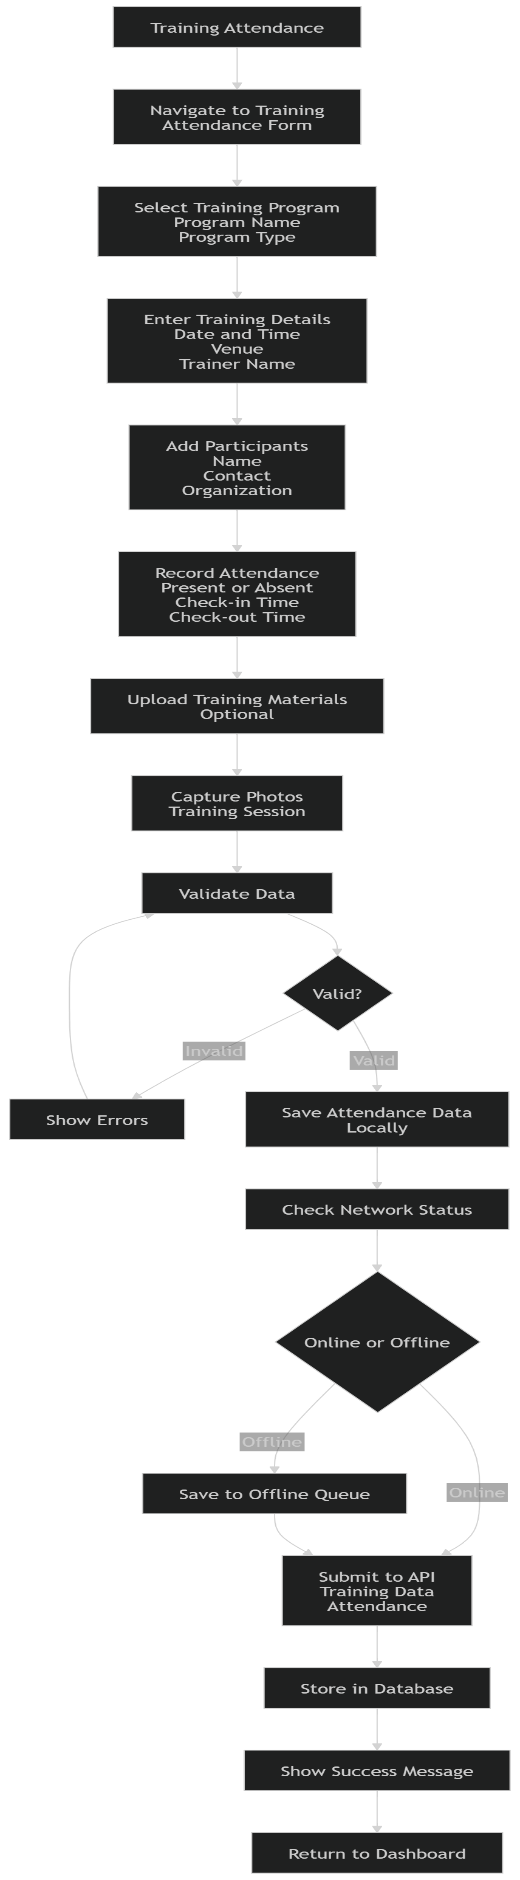 Training Attendance
Navigate to Training
Attendance Form
Select Training Program
Program Name
Program Type
Enter Training Details
Date and Time
Venue
Trainer Name
Add Participants
Name
Contact
Organization
Record Attendance
Present or Absent
Check-in Time
Check-out Time
Upload Training Materials
Optional
Capture Photos
Training Session
Validate Data
Valid?
Invalid
Valid
Show Errors
Save Attendance Data
Locally
Check Network Status
Online or Offline
Offline
Online
Save to Offline Queue
Submit to API
Training Data
Attendance
Store in Database
Show Success Message
Return to Dashboard